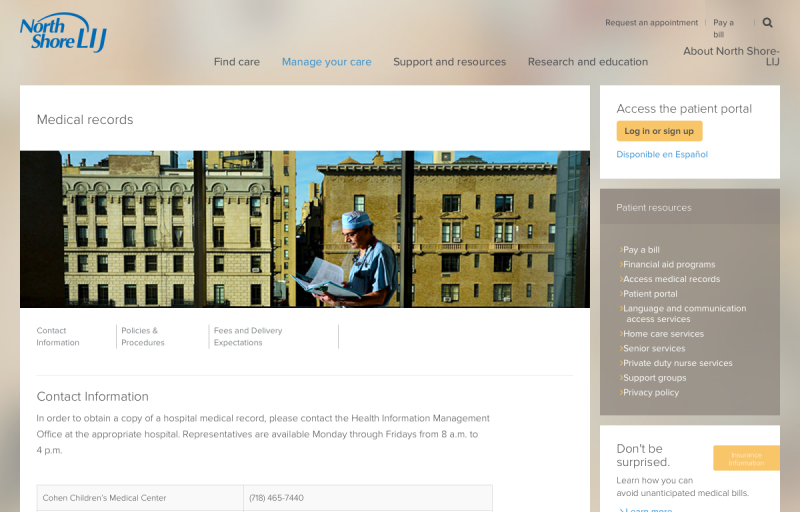 North
Shore LIJ
Request an appointment
Pay a
bill
Find care
Manage your care
Support and resources
Research and education
About North Shore-
LIJ
Medical records
Contact
Information
Policies &
Procedures
Fees and Delivery
Expectations
Contact Information
In order to obtain a copy of a hospital medical record, please contact the Health Information Management
Office at the appropriate hospital. Representatives are available Monday through Fridays from 8 a.m. to
4 p.m.
Cohen Children's Medical Center (718) 465-7440
Access the patient portal
Log in or sign up
Disponible en Español
Patient resources
Pay a bill
Financial aid programs
Access medical records
Patient portal
Language and communication
access services
Home care services
Senior services
Private duty nurse services
Support groups
Privacy policy
Don't be
surprised.
Insurance
Information
Learn how you can
avoid unanticipated medical bills.
Learn more